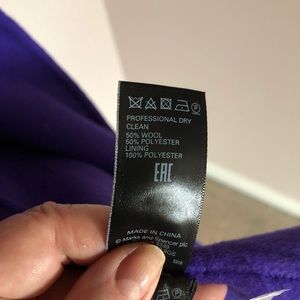 P
PROFESSIONAL DRY
CLEAN
50% WOOL
50% POLYESTER
LINING
100% POLYESTER
EAC
MADE IN CHINA
© Marks and Spencer plc